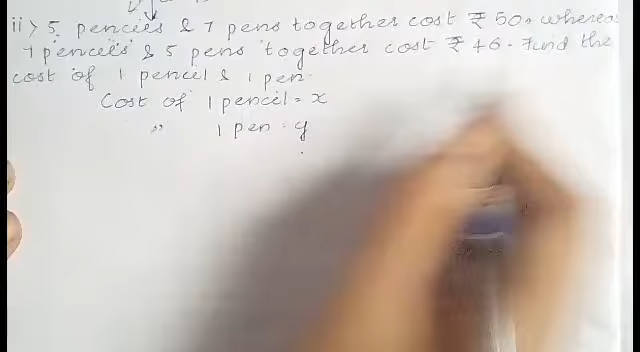 ii) 5 pencils & 7 pens together cost ₹ 50. whereas
7 pencils & 5 pens together cost ₹ 46. Find the
cost of 1 pencil & 1 pen.
Cost of 1 pencil = x
" 1 pen = y